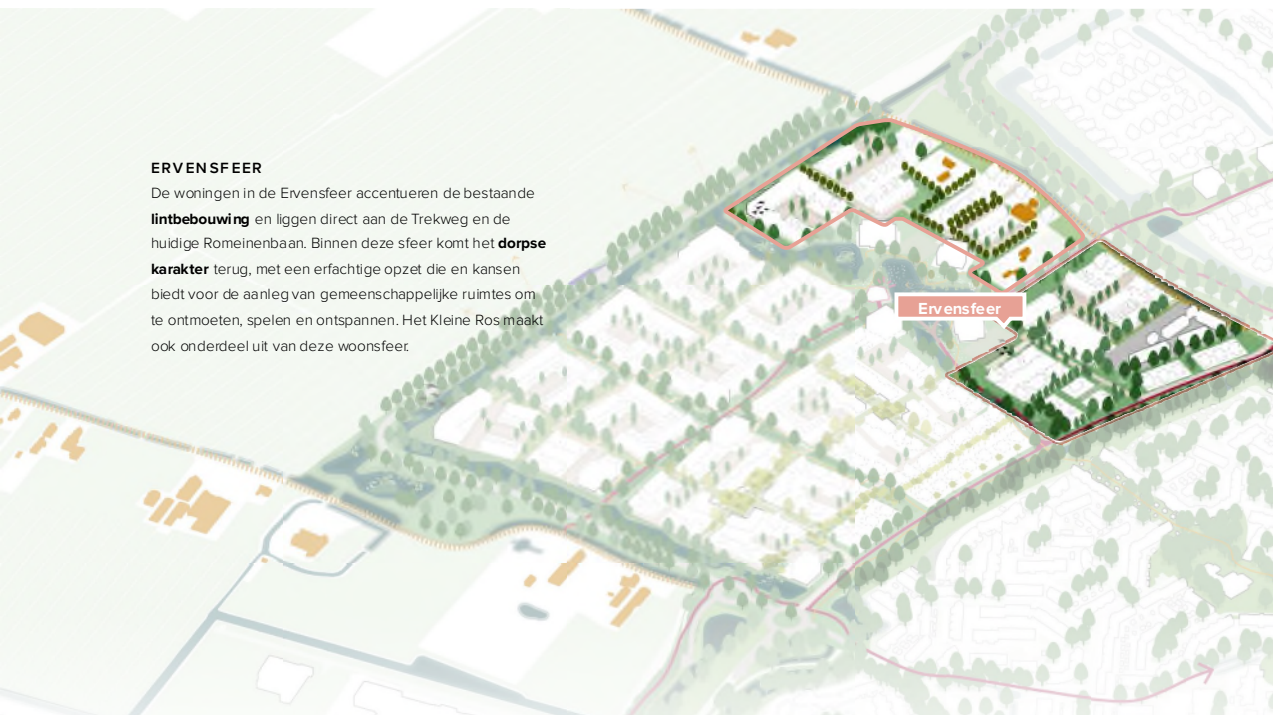 ERVENSFEER
De woningen in de Ervensfeer accentueren de bestaande
lintbebouwing en liggen direct aan de Trekweg en de
huidige Romeinenbaan. Binnen deze sfeer komt het dorpse
karakter terug, met een erfachtige opzet die en kansen
biedt voor de aanleg van gemeenschappelijke ruimtes om
te ontmoeten, spelen en ontspannen. Het Kleine Ros maakt
ook onderdeel uit van deze woonsfeer.
Ervensfeer